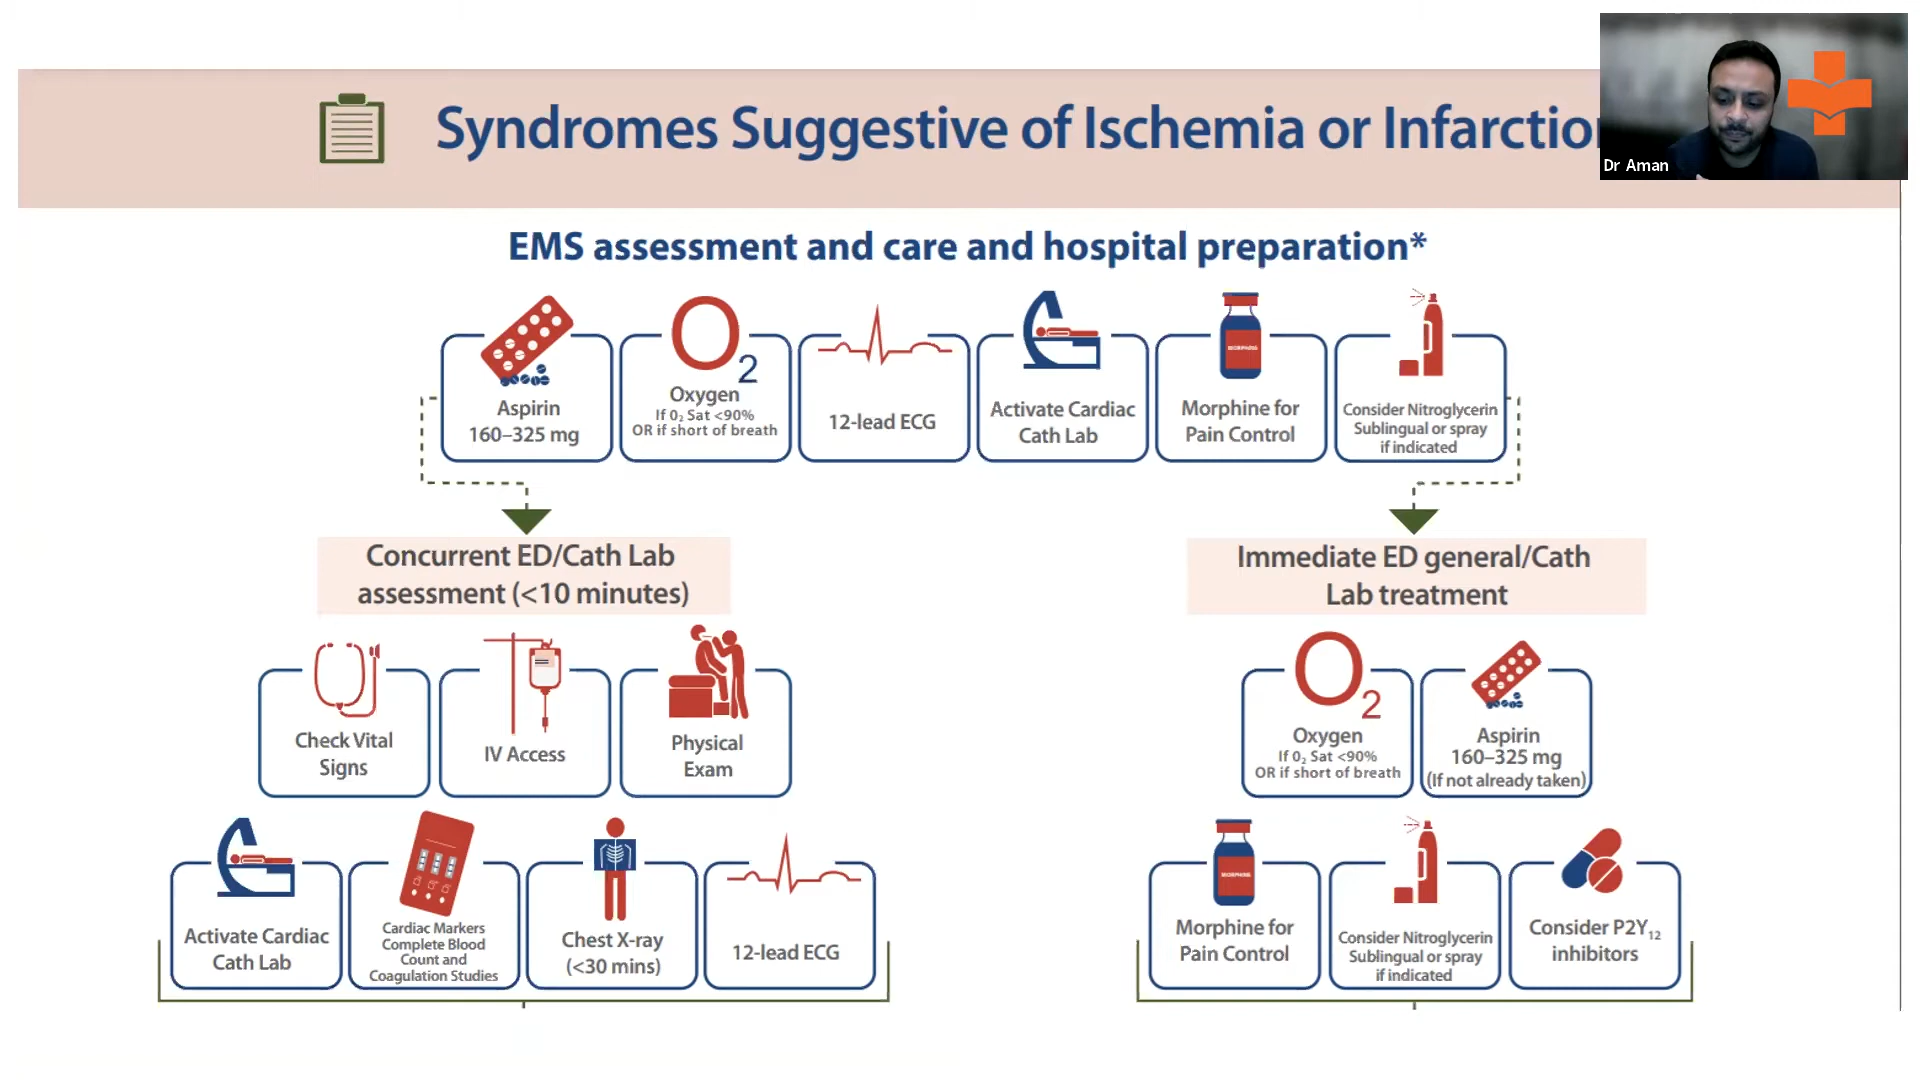 Syndromes Suggestive of Ischemia or Infarctio
Dr Aman
EMS assessment and care and hospital preparation*
O2
Aspirin
160–325 mg
Oxygen
If 0₂ Sat <90%
OR if short of breath
12-lead ECG
Activate Cardiac
Cath Lab
MORPHINE
Morphine for
Pain Control
Consider Nitroglycerin
Sublingual or spray
if indicated
Concurrent ED/Cath Lab
assessment (<10 minutes)
Check Vital
Signs
IV Access
Physical
Exam
Activate Cardiac
Cath Lab
Cardiac Markers
Complete Blood
Count and
Coagulation Studies
Chest X-ray
(<30 mins)
12-lead ECG
Immediate ED general/Cath
Lab treatment
O2
Oxygen
If 0₂ Sat <90%
OR if short of breath
Aspirin
160–325 mg
(If not already taken)
MORPHINE
Morphine for
Pain Control
Consider Nitroglycerin
Sublingual or spray
if indicated
Consider P2Y₁₂
inhibitors